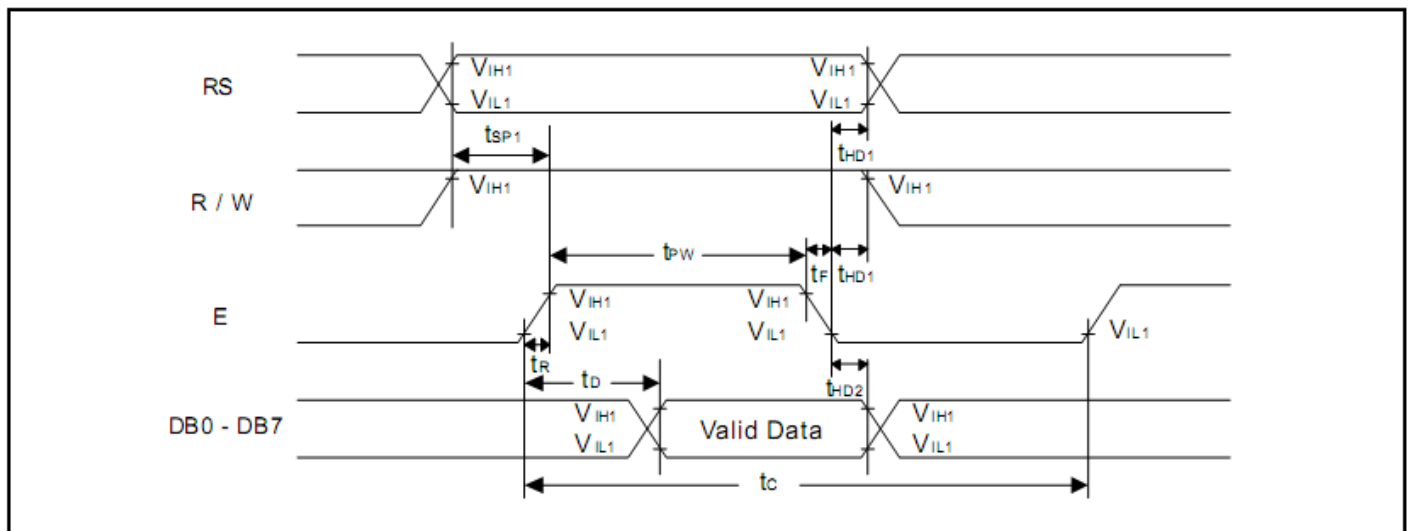 RS
VIH1
VIH1
VIL1
VIL1
tSP1
tHD1
R / W
VIH1
VIH1
tPW
tF
tHD1
E
VIH1
VIH1
VIL1
VIL1
VIL1
tR
tD
tHD2
DB0 - DB7
VIH1
Valid Data
VIH1
VIL1
VIL1
tC